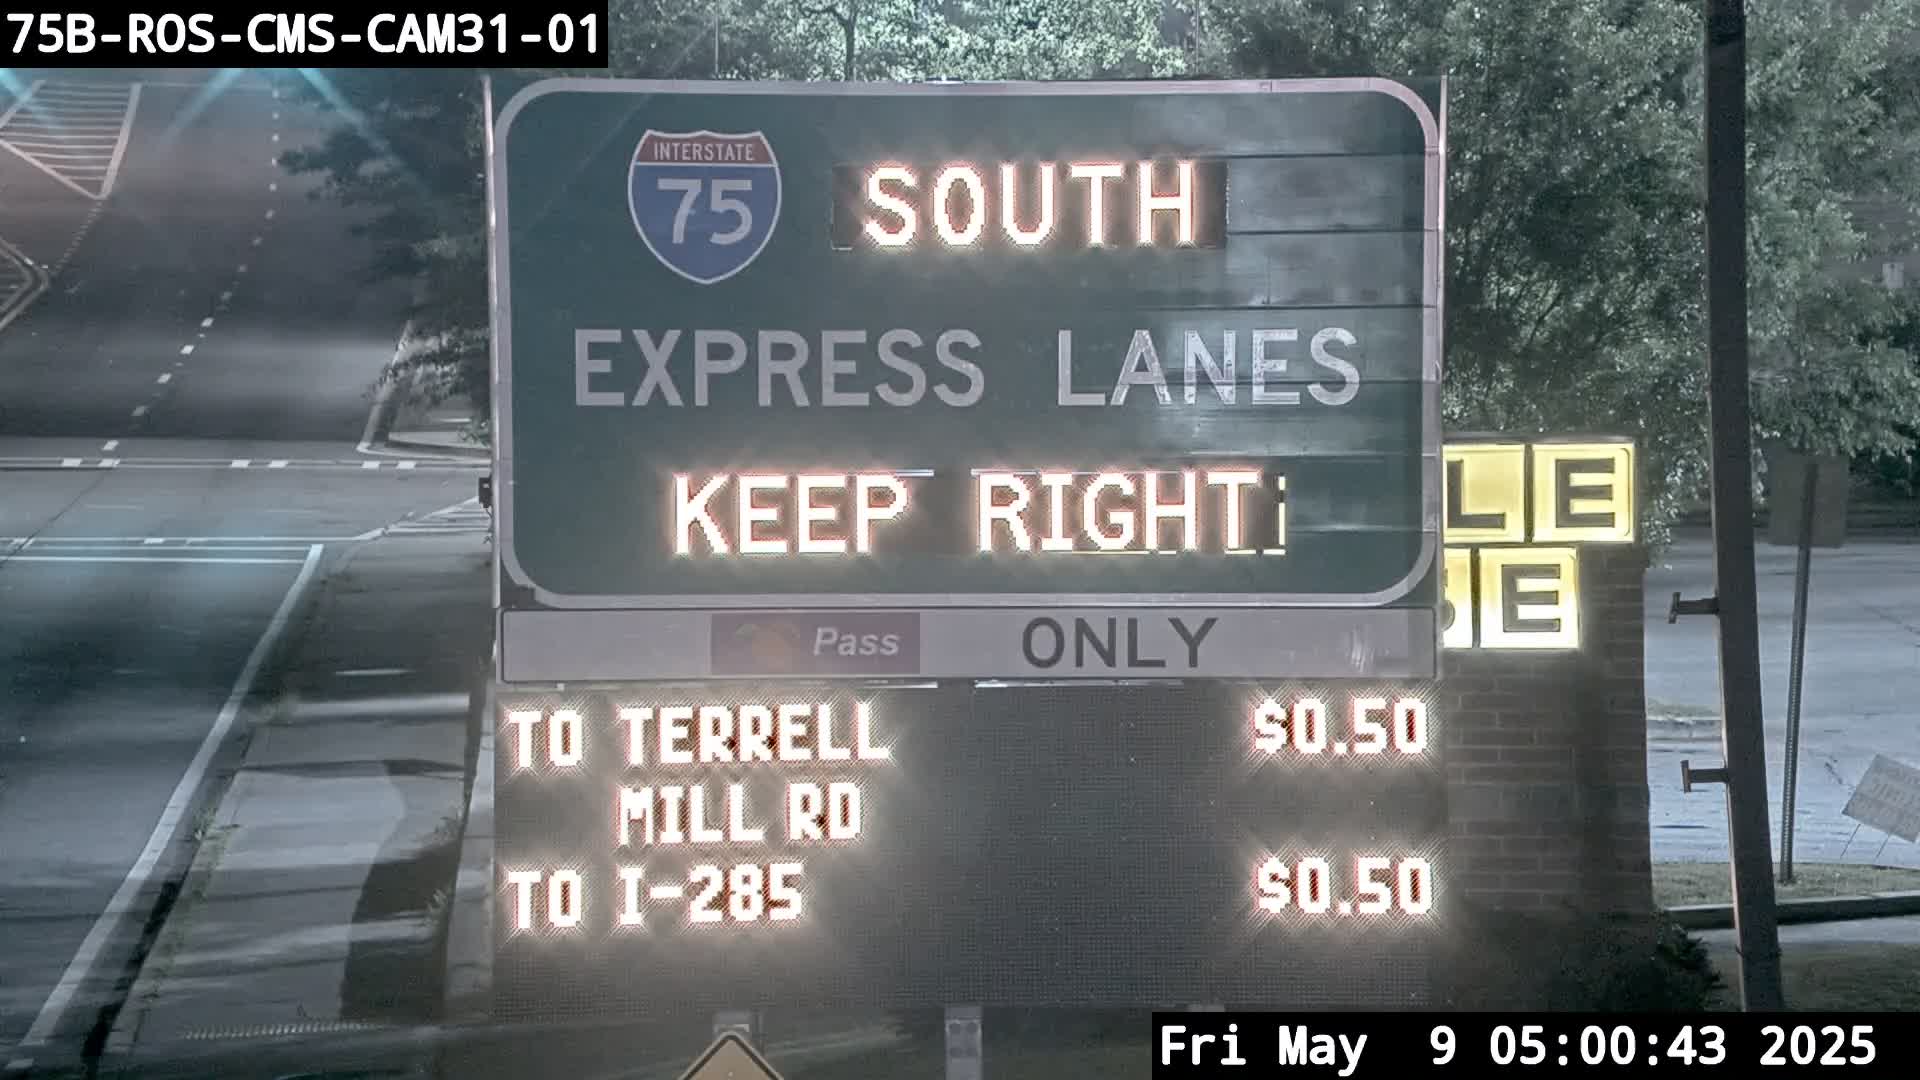 75B-ROS-CMS-CAM31-01
INTERSTATE
75
SOUTH
EXPRESS LANES
KEEP RIGHT
Pass ONLY
TO TERRELL $0.50
MILL RD
TO I-285 $0.50
LE
E
Fri May 9 05:00:43 2025